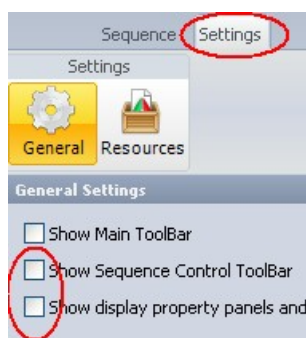 Sequence Settings
Settings
General Resources
General Settings
Show Main ToolBar
Show Sequence Control ToolBar
Show display property panels and